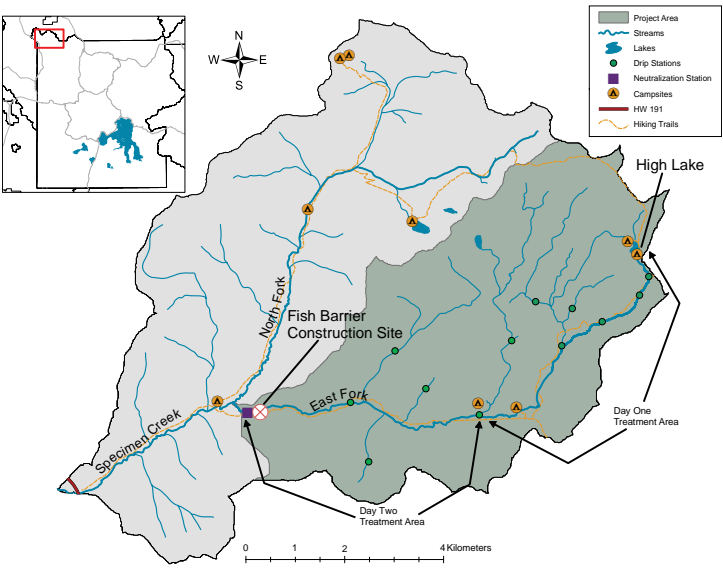 N
W E
S
Project Area
Streams
Lakes
Drip Stations
Neutralization Station
Campsites
HW 191
Hiking Trails
High Lake
North Fork
Fish Barrier
Construction Site
East Fork
Specimen Creek
Day One
Treatment Area
Day Two
Treatment Area
0 1 2 4 Kilometers